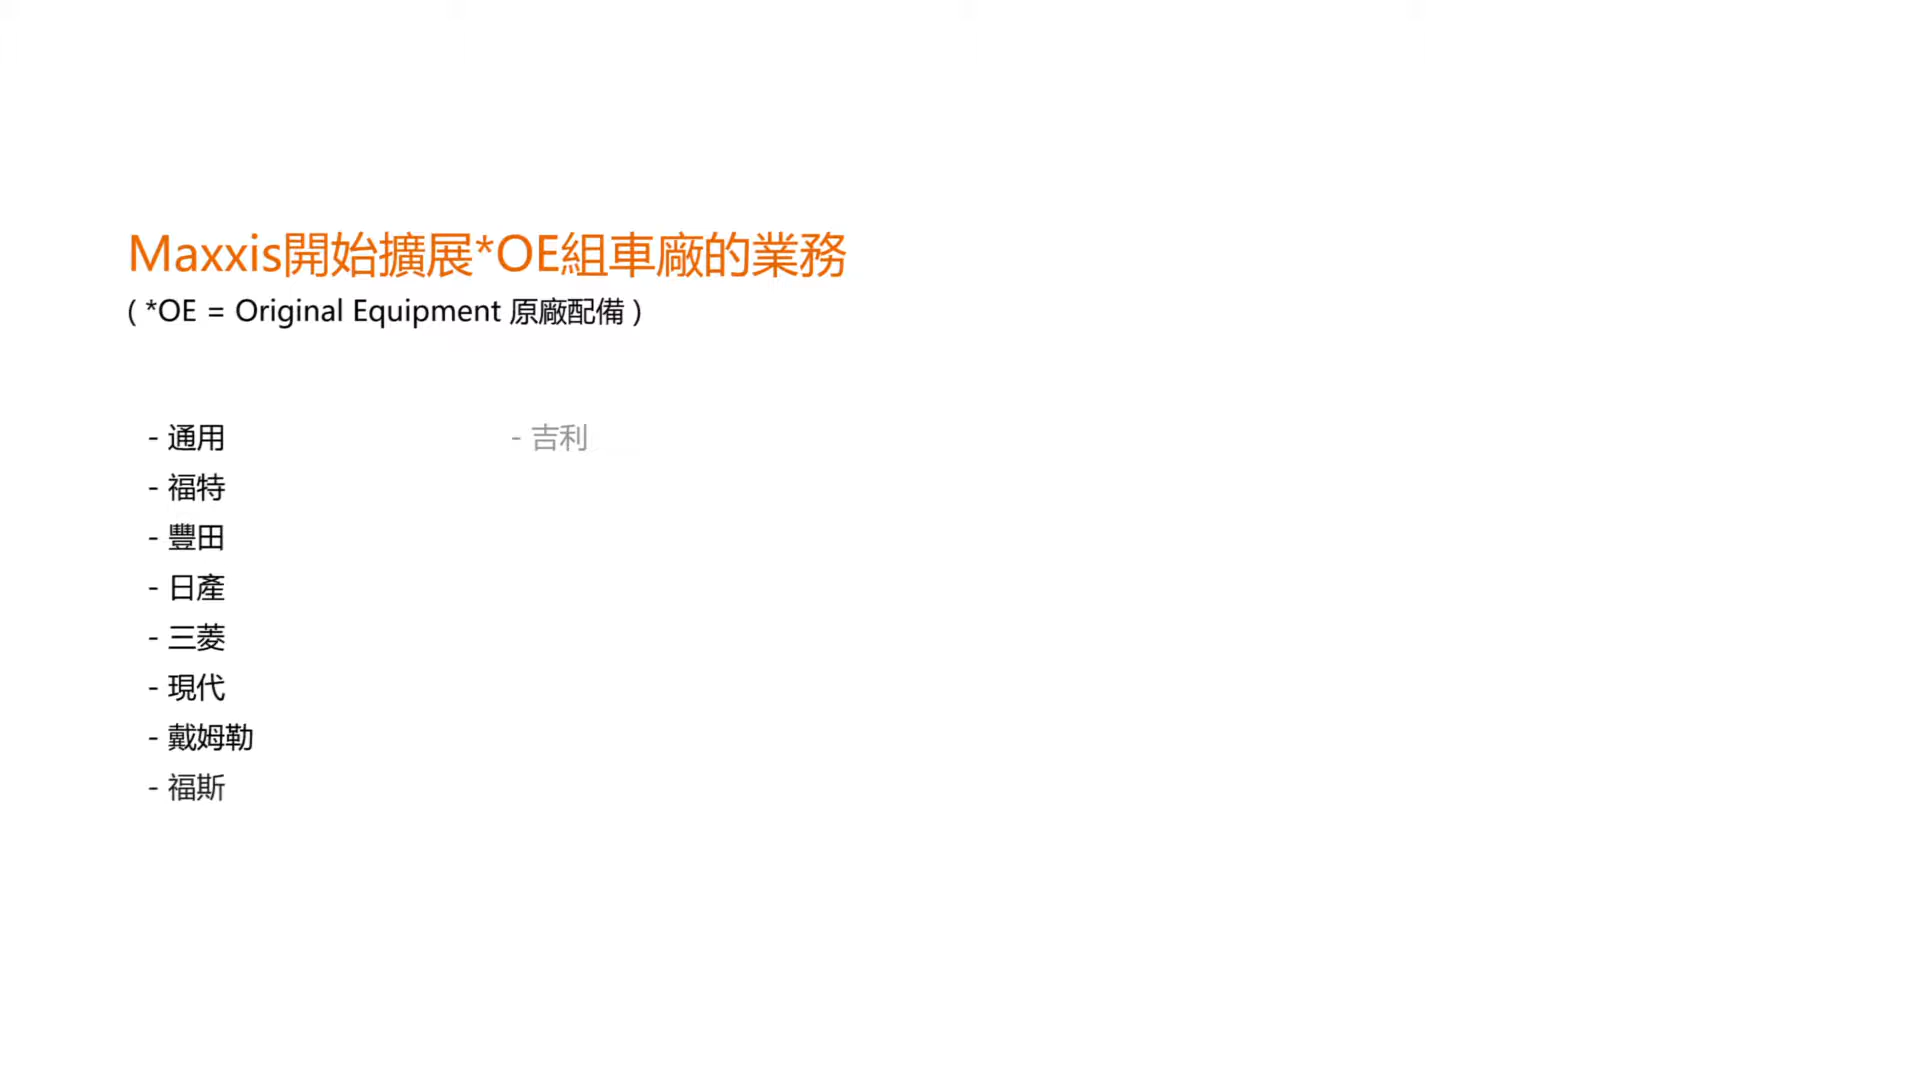 Maxxis開始擴展*OE組車廠的業務
( *OE = Original Equipment 原廠配備 )
- 通用
- 福特
- 豐田
- 日產
- 三菱
- 現代
- 戴姆勒
- 福斯
- 吉利